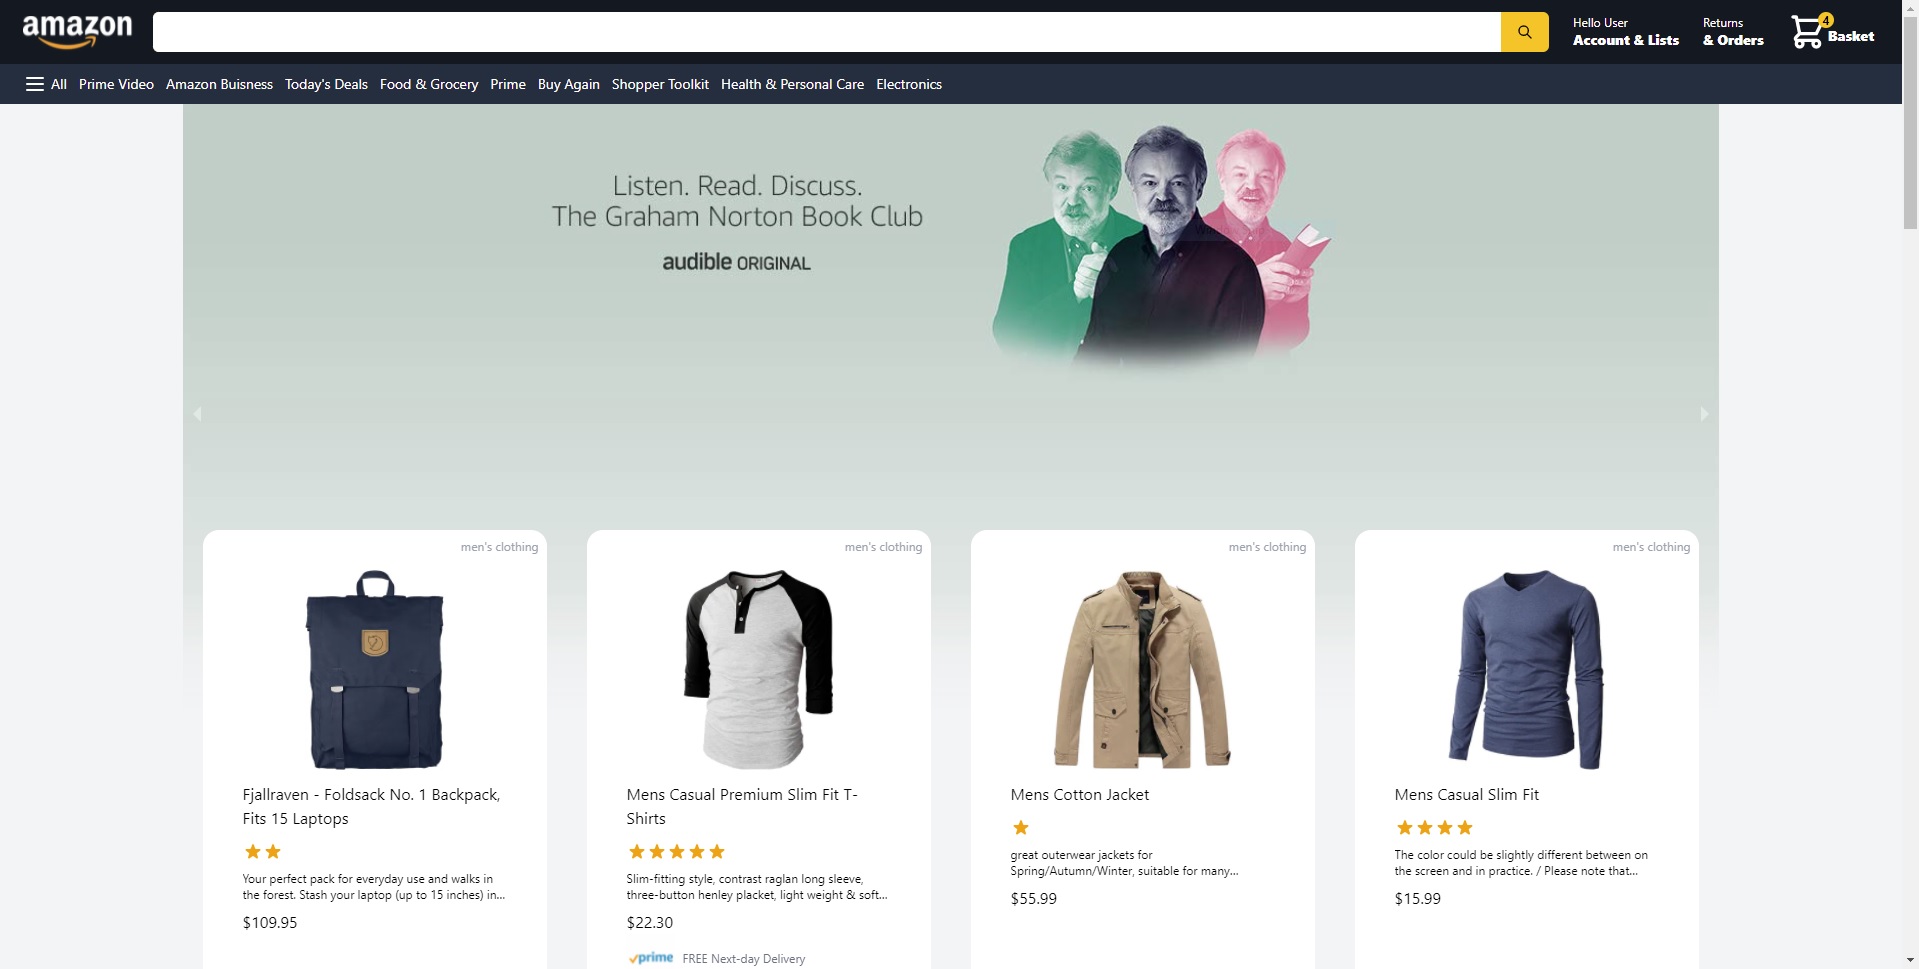 amazon
Hello User
Account & Lists
Returns
& Orders
4
Basket
All Prime Video Amazon Buisness Today's Deals Food & Grocery Prime Buy Again Shopper Toolkit Health & Personal Care Electronics
Listen. Read. Discuss.
The Graham Norton Book Club
audible ORIGINAL
men's clothing
Fjallraven - Foldsack No. 1 Backpack,
Fits 15 Laptops
Your perfect pack for everyday use and walks in
the forest. Stash your laptop (up to 15 inches) in...
$109.95
men's clothing
Mens Casual Premium Slim Fit T-
Shirts
Slim-fitting style, contrast raglan long sleeve,
three-button henley placket, light weight & soft...
$22.30
prime FREE Next-day Delivery
men's clothing
Mens Cotton Jacket
great outerwear jackets for
Spring/Autumn/Winter, suitable for many...
$55.99
men's clothing
Mens Casual Slim Fit
The color could be slightly different between on
the screen and in practice. / Please note that...
$15.99